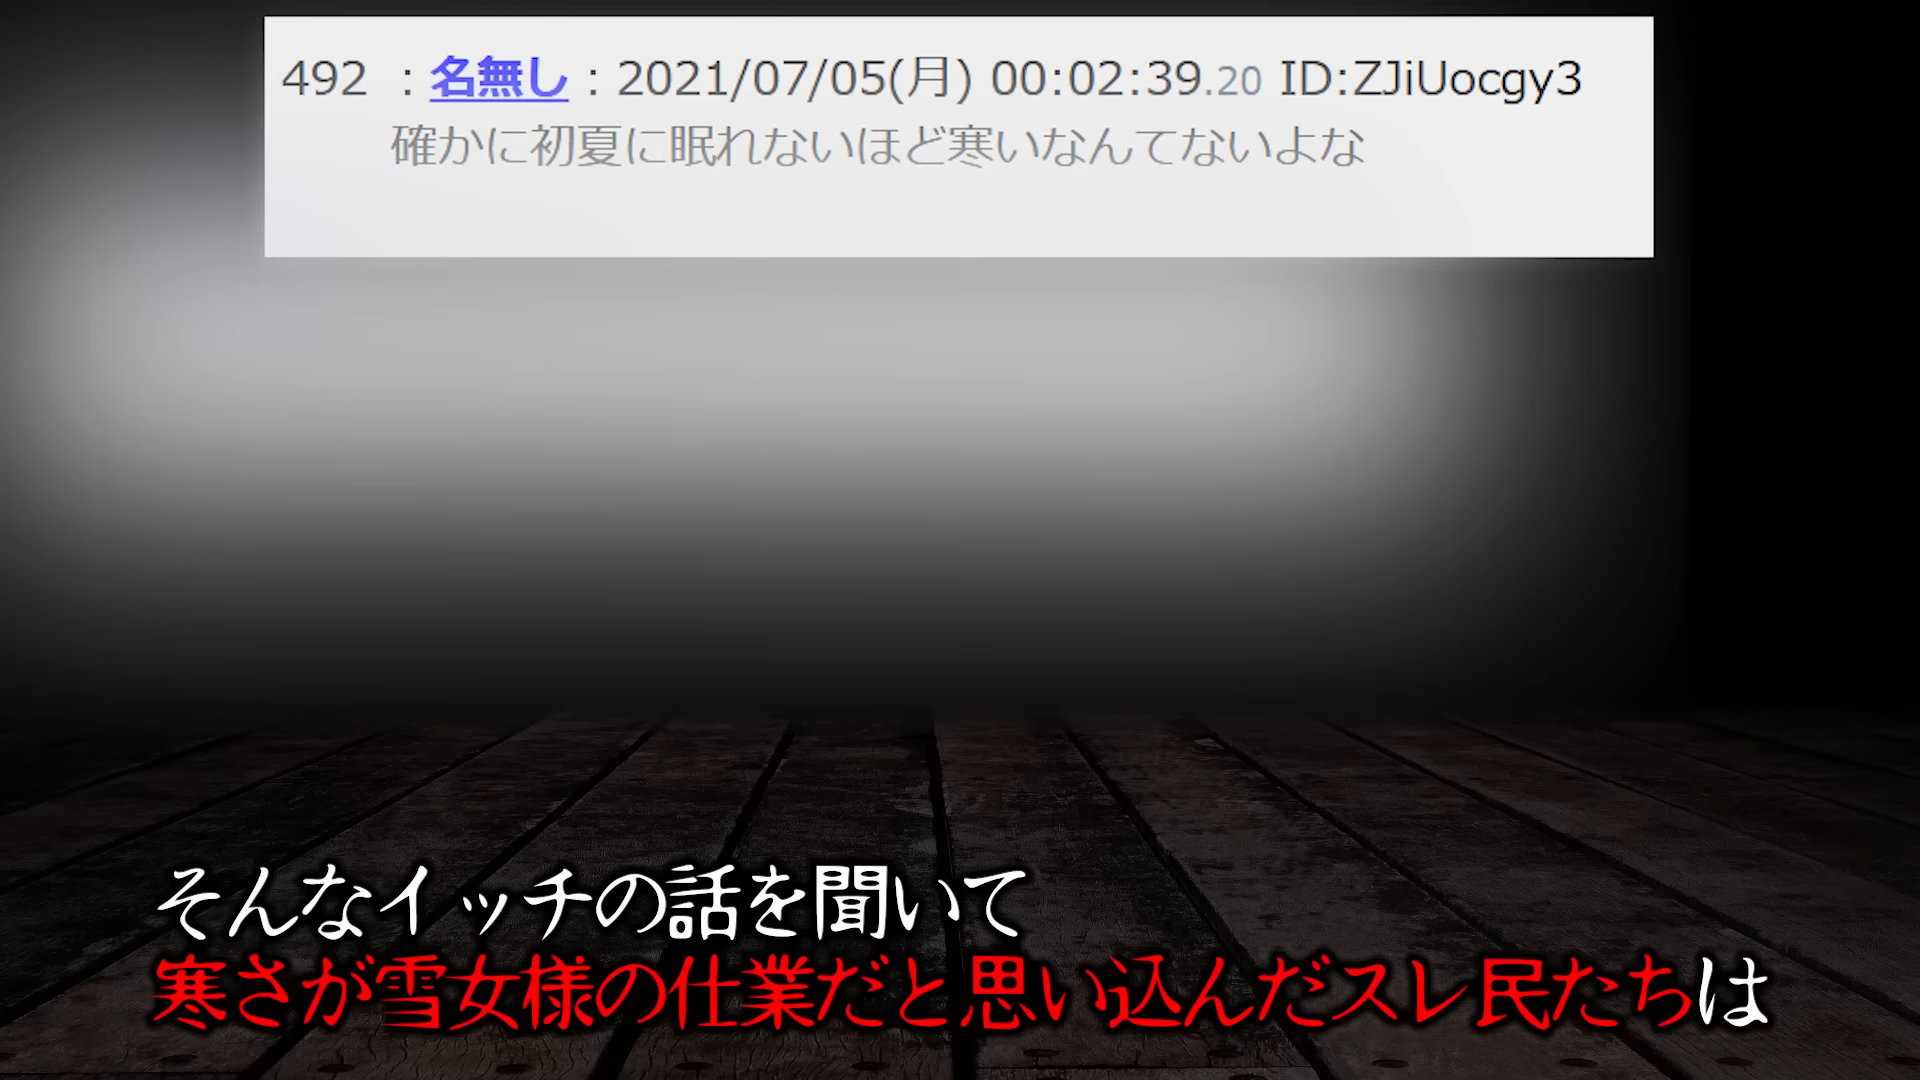 492 ：名無し：2021/07/05(月) 00:02:39.20 ID:ZJiUocgy3
確かに初夏に眠れないほど寒いなんてないよな
そんなイッチの話を聞いて
寒さが雪女様の仕業だと思い込んだスレ民たちは